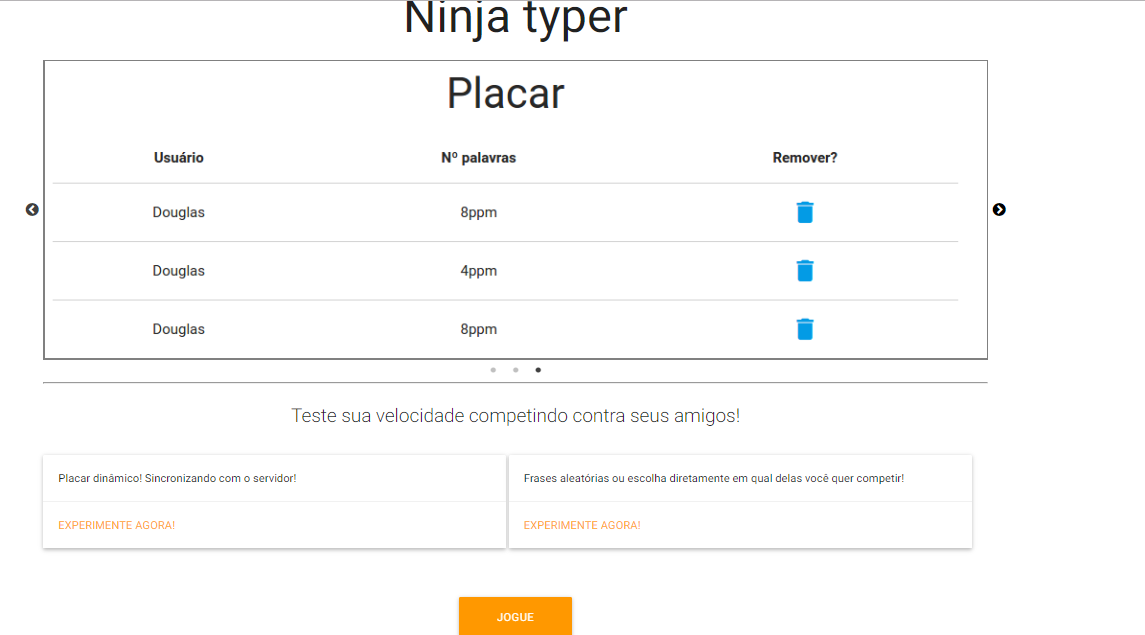 Ninja typer
Placar
Usuário Nº palavras Remover?
Douglas 8ppm
Douglas 4ppm
Douglas 8ppm
Teste sua velocidade competindo contra seus amigos!
Placar dinâmico! Sincronizando com o servidor!
EXPERIMENTE AGORA!
Frases aleatórias ou escolha diretamente em qual delas você quer competir!
EXPERIMENTE AGORA!
JOGUE